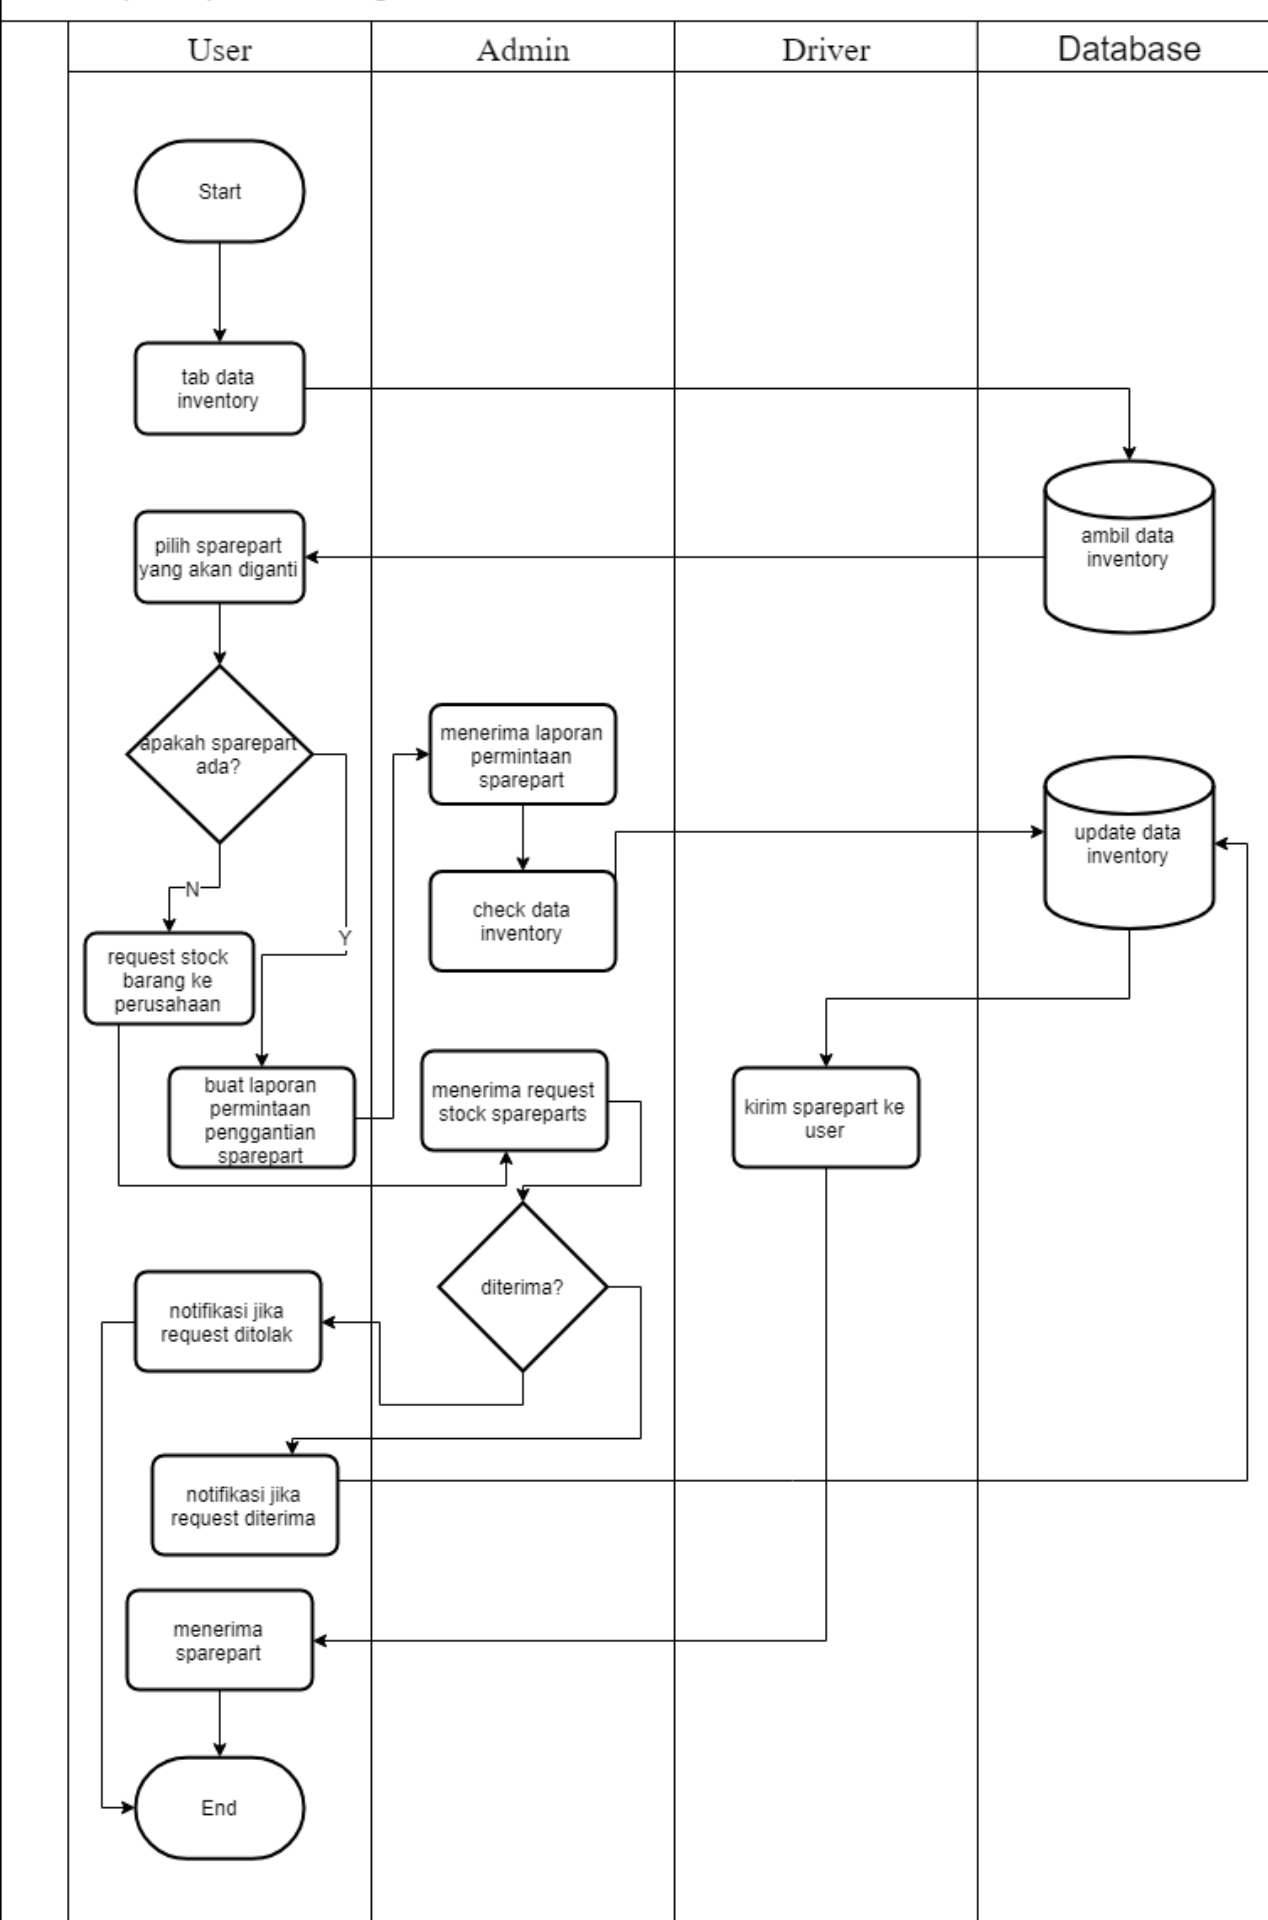 User
Admin
Driver
Database
Start
tab data
inventory
ambil data
inventory
pilih sparepart
yang akan diganti
apakah sparepart
ada?
menerima laporan
permintaan
sparepart
update data
inventory
N
Y
check data
inventory
request stock
barang ke
perusahaan
buat laporan
permintaan
penggantian
sparepart
menerima request
stock spareparts
kirim sparepart ke
user
diterima?
notifikasi jika
request ditolak
notifikasi jika
request diterima
menerima
sparepart
End